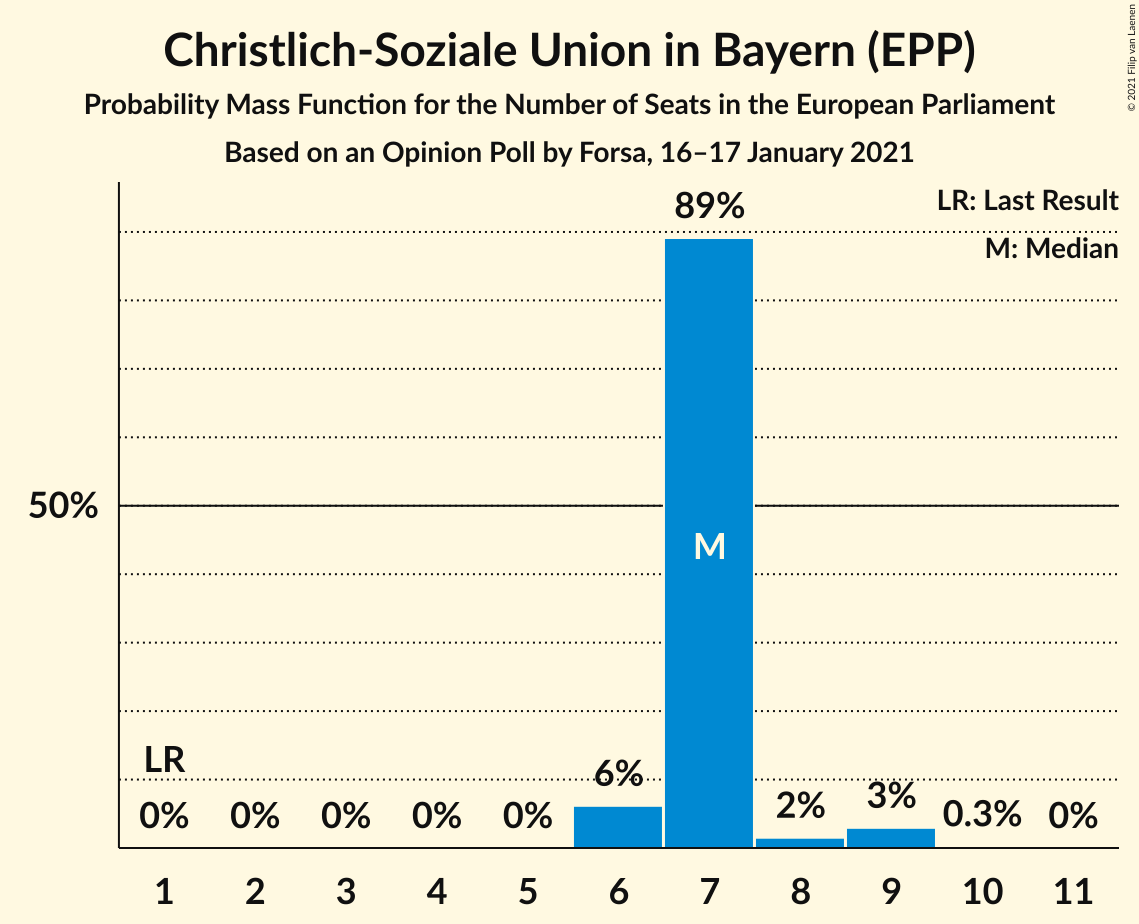 Christlich-Soziale Union in Bayern (EPP)
Probability Mass Function for the Number of Seats in the European Parliament
Based on an Opinion Poll by Forsa, 16–17 January 2021
© 2021 Filip van Laenen
LR: Last Result
M: Median
89%
50%
M
LR
0%
0%
0%
0%
0%
6%
2%
3%
0.3%
0%
1 2 3 4 5 6 7 8 9 10 11